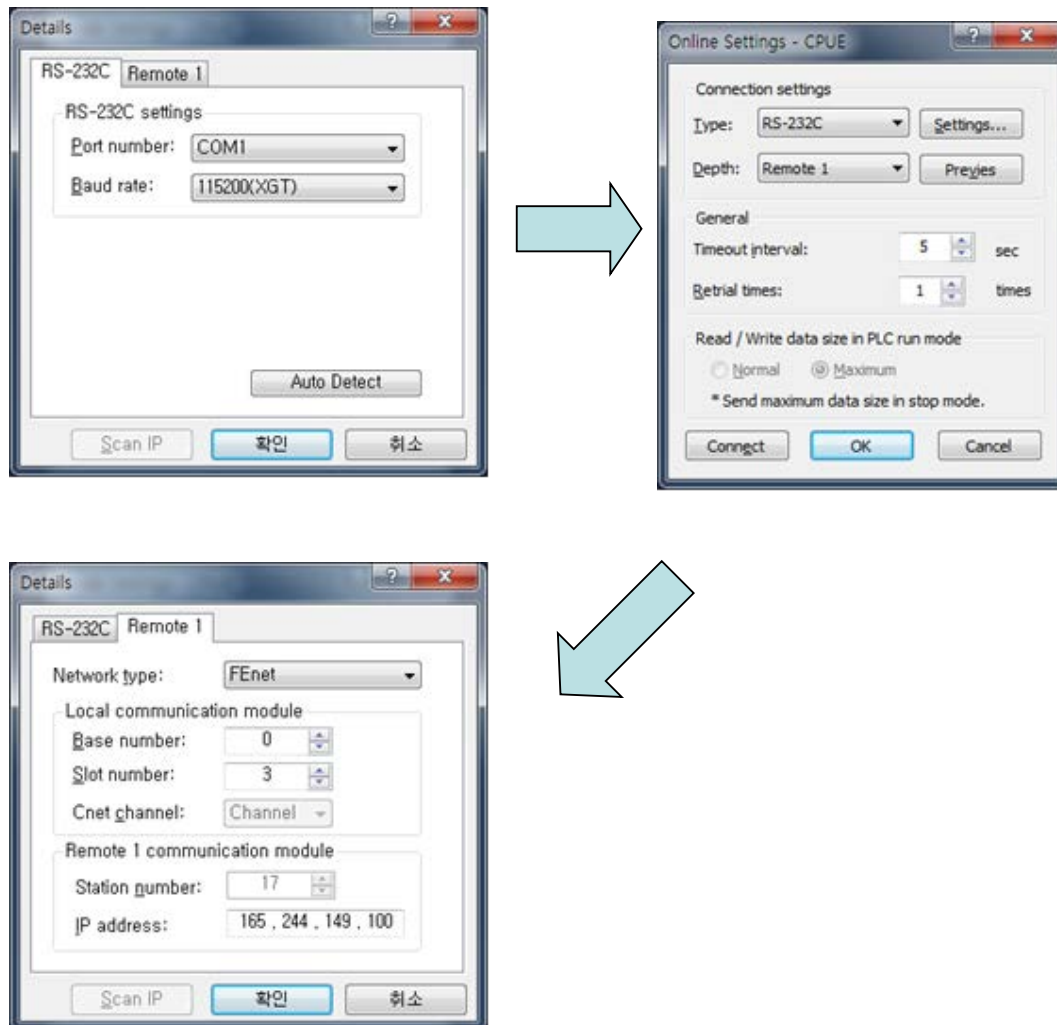 Details
RS-232C Remote 1
RS-232C settings
Port number: COM1
Baud rate: 115200(XGT)
Auto Detect
Scan IP 확인 취소
Online Settings - CPUE
Connection settings
Type: RS-232C Settings...
Depth: Remote 1 Prevjes
General
Timeout interval: 5 sec
Retrial times: 1 times
Read / Write data size in PLC run mode
Normal Maximum
* Send maximum data size in stop mode.
Connect OK Cancel
Details
RS-232C Remote 1
Network type: FEnet
Local communication module
Base number: 0
Slot number: 3
Cnet channel: Channel
Remote 1 communication module
Station number: 17
IP address: 165 , 244 , 149 , 100
Scan IP 확인 취소